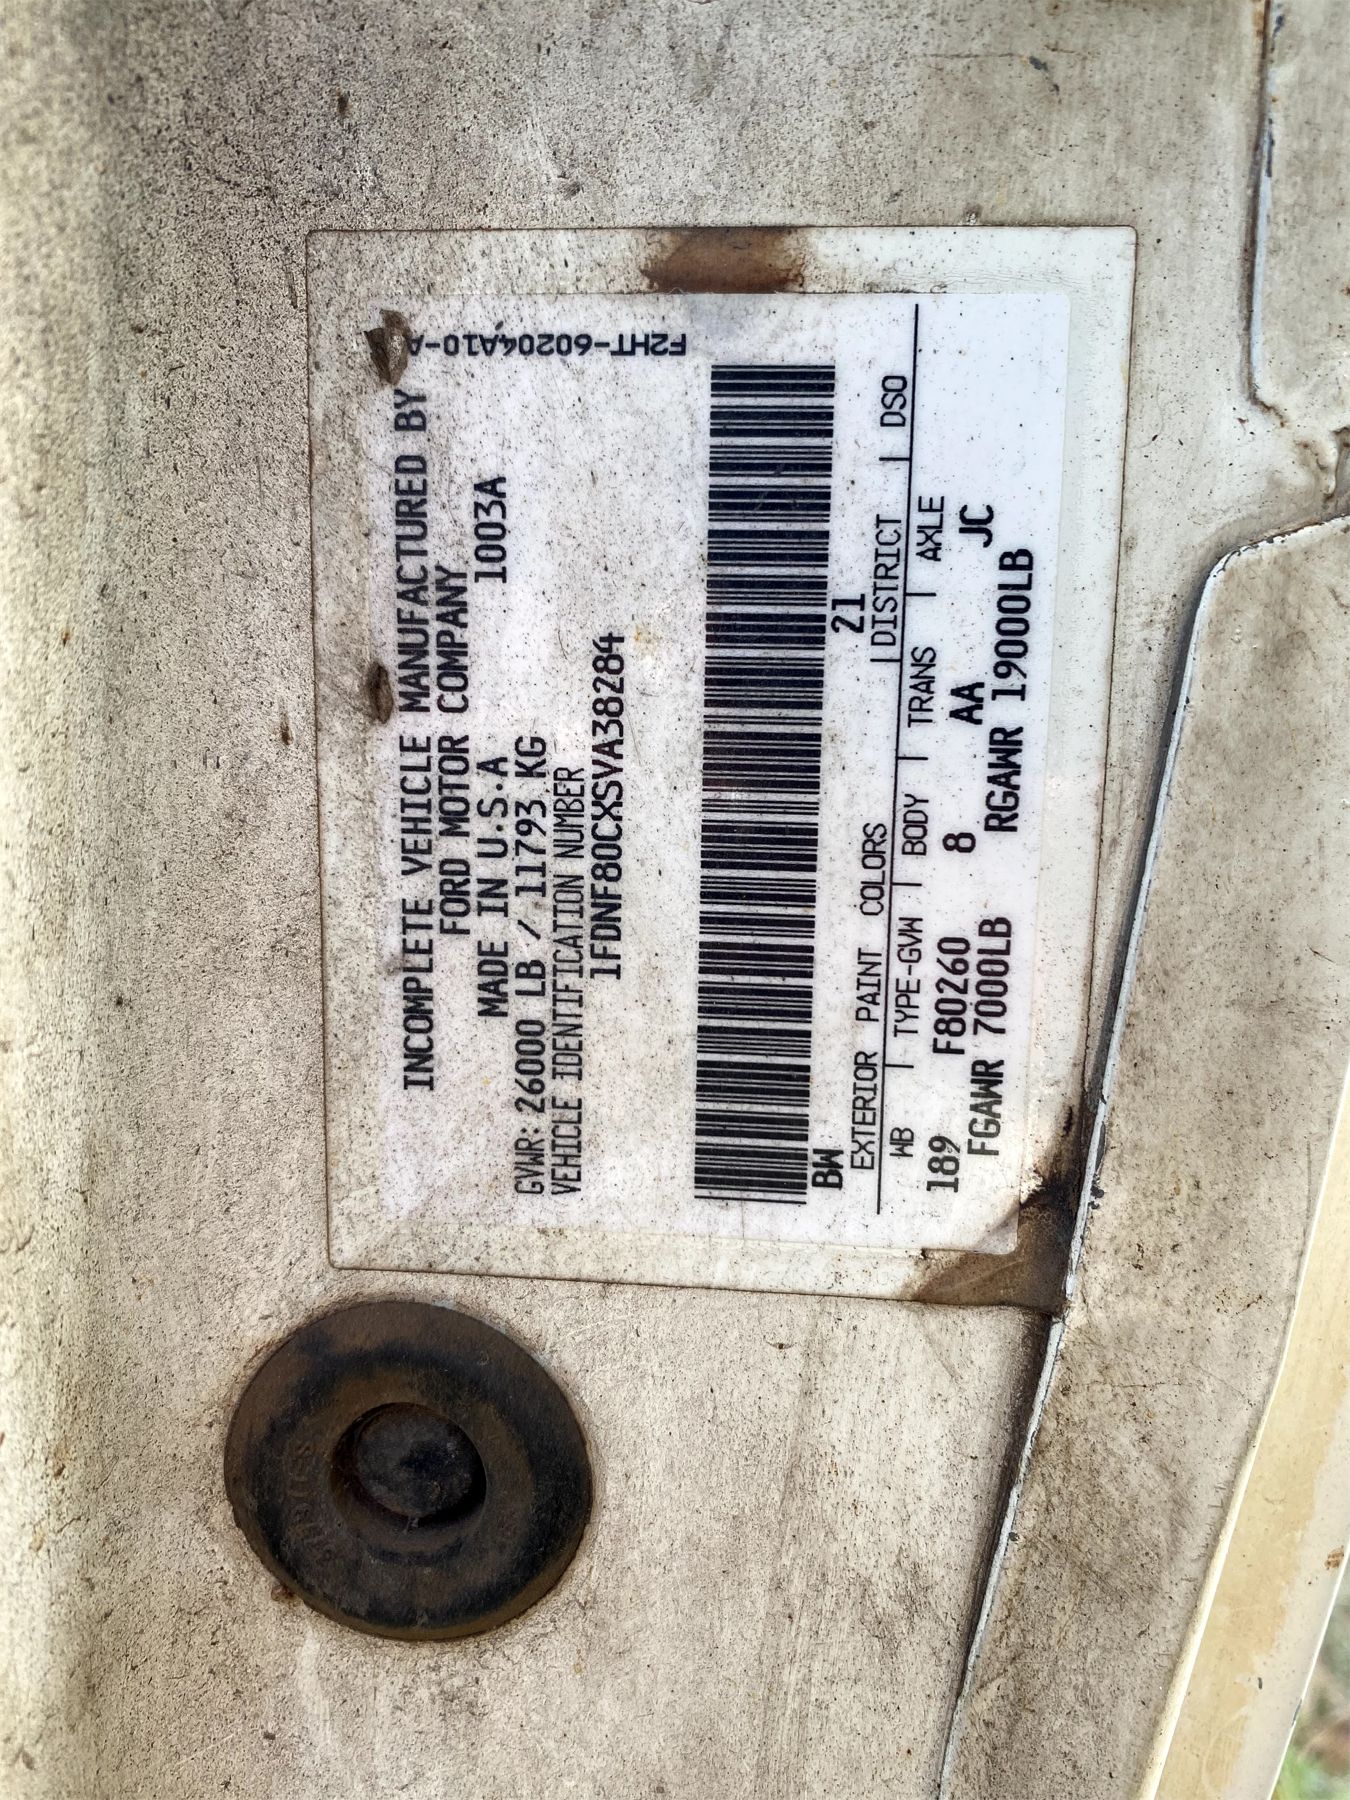 F2HT-60204A10-A
INCOMPLETE VEHICLE MANUFACTURED BY
FORD MOTOR COMPANY
MADE IN U.S.A 1003A
GVWR: 26000 LB / 11793 KG
VEHICLE IDENTIFICATION NUMBER
1FDNF80CXSVA38284
BW 21
EXTERIOR PAINT COLORS | DISTRICT | DSO
WB | TYPE-GVW | BODY | TRANS | AXLE
189 F80260 8 AA JC
FGAWR 7000LB RGAWR 19000LB